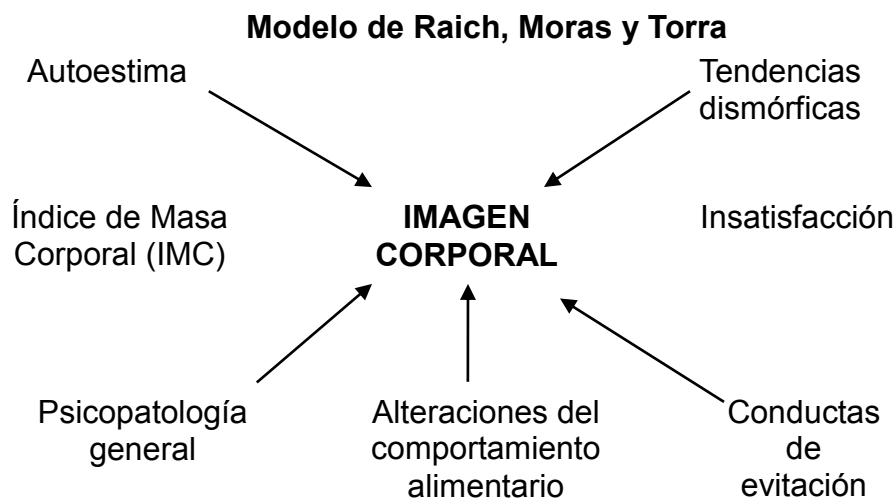 Modelo de Raich, Moras y Torra
Autoestima
Tendencias
dismórficas
Índice de Masa
Corporal (IMC)
IMAGEN
CORPORAL
Insatisfacción
Psicopatología
general
Alteraciones del
comportamiento
alimentario
Conductas
de
evitación